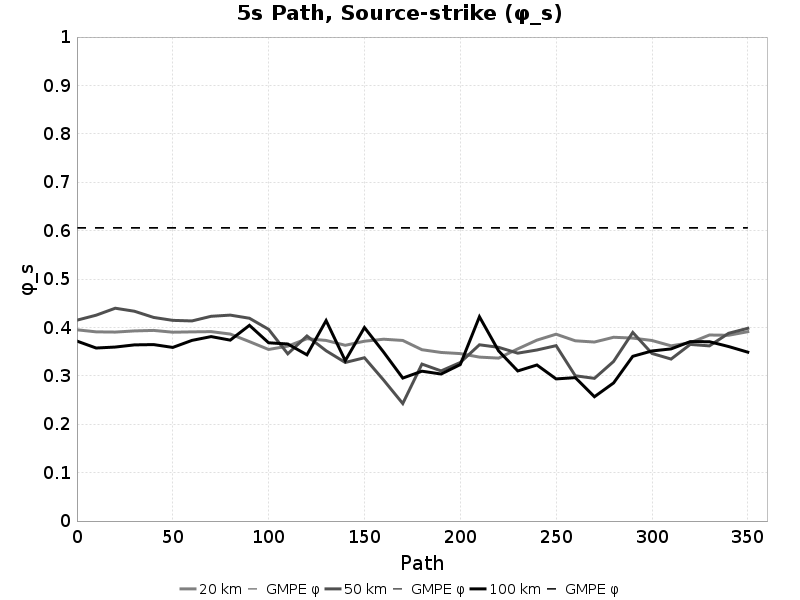 5s Path, Source-strike (φ_s)
1
0.9
0.8
0.7
0.6
0.5
0.4
0.3
0.2
0.1
0
φ_s
0 50 100 150 200 250 300 350
Path
20 km GMPE φ 50 km GMPE φ 100 km GMPE φ